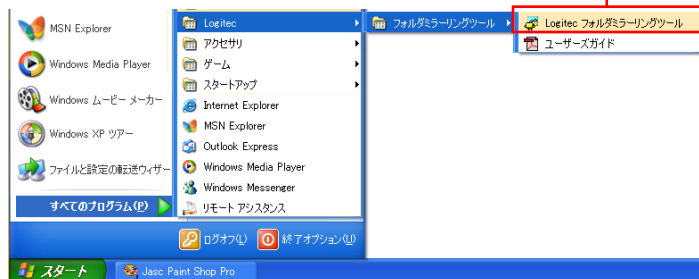 MSN Explorer
Windows Media Player
Windows ムービー メーカー
Windows XP ツアー
ファイルと設定の転送ウィザー
すべてのプログラム(P)
Logitec
アクセサリ
ゲーム
スタートアップ
Internet Explorer
MSN Explorer
Outlook Express
Windows Media Player
Windows Messenger
リモート アシスタンス
フォルダミラーリングツール
Logitec フォルダミラーリングツール
ユーザーズガイド
ログオフ(L)
終了オプション(U)
スタート
Jasc Paint Shop Pro